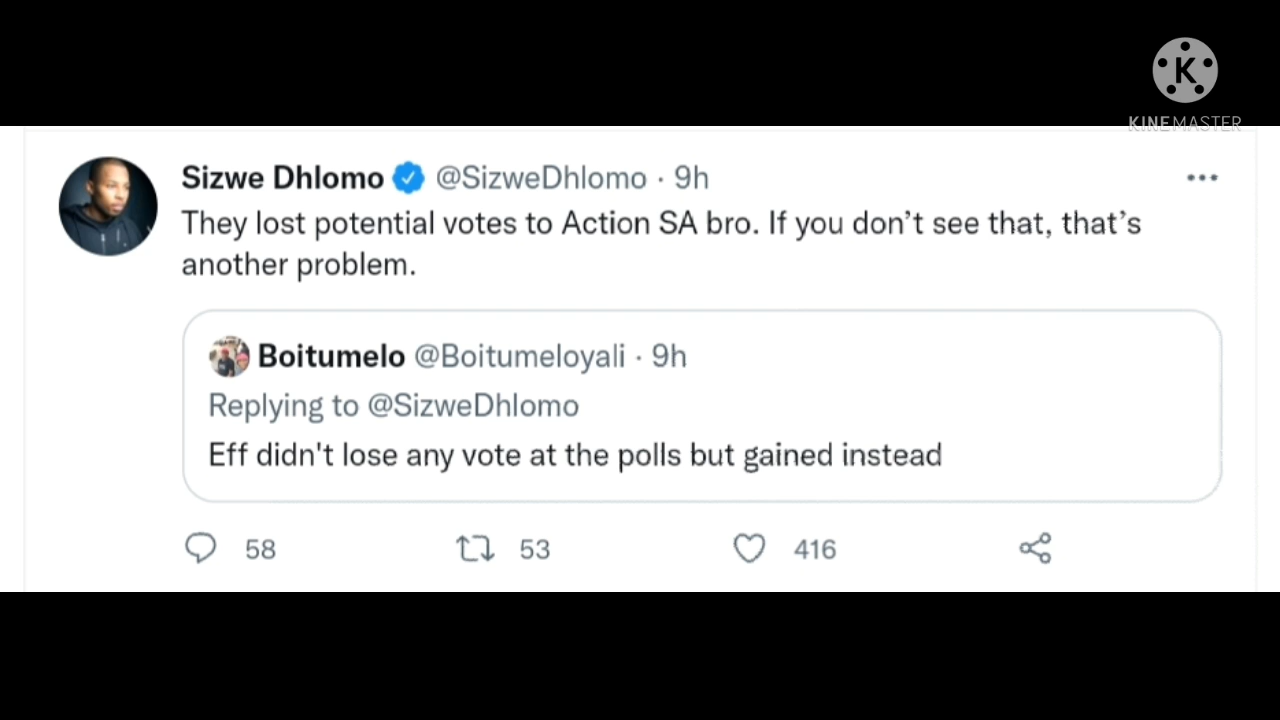 K
KINEMASTER
Sizwe Dhlomo @SizweDhlomo · 9h
They lost potential votes to Action SA bro. If you don’t see that, that’s
another problem.
Boitumelo @Boitumeloyali · 9h
Replying to @SizweDhlomo
Eff didn't lose any vote at the polls but gained instead
58 53 416